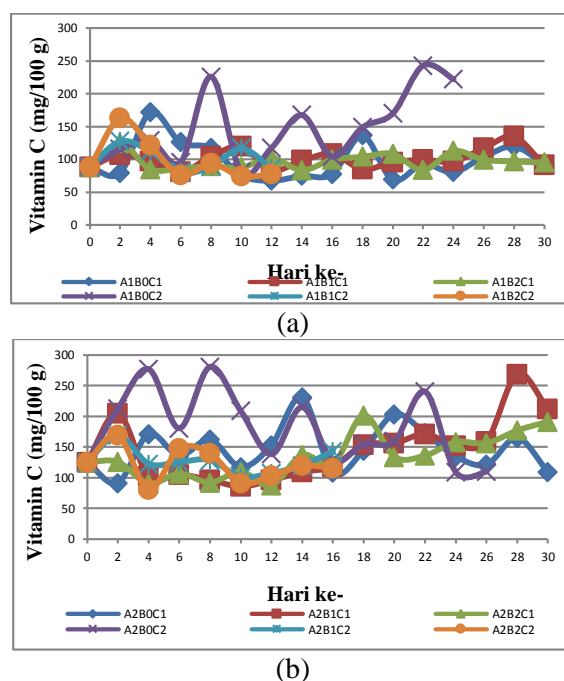 Vitamin C (mg/100 g)
300
250
200
150
100
50
0
0 2 4 6 8 10 12 14 16 18 20 22 24 26 28 30
Hari ke-
A1B0C1 A1B1C1 A1B2C1
A1B0C2 A1B1C2 A1B2C2
(a)
Vitamin C (mg/100 g)
300
250
200
150
100
50
0
0 2 4 6 8 10 12 14 16 18 20 22 24 26 28 30
Hari ke-
A2B0C1 A2B1C1 A2B2C1
A2B0C2 A2B1C2 A2B2C2
(b)